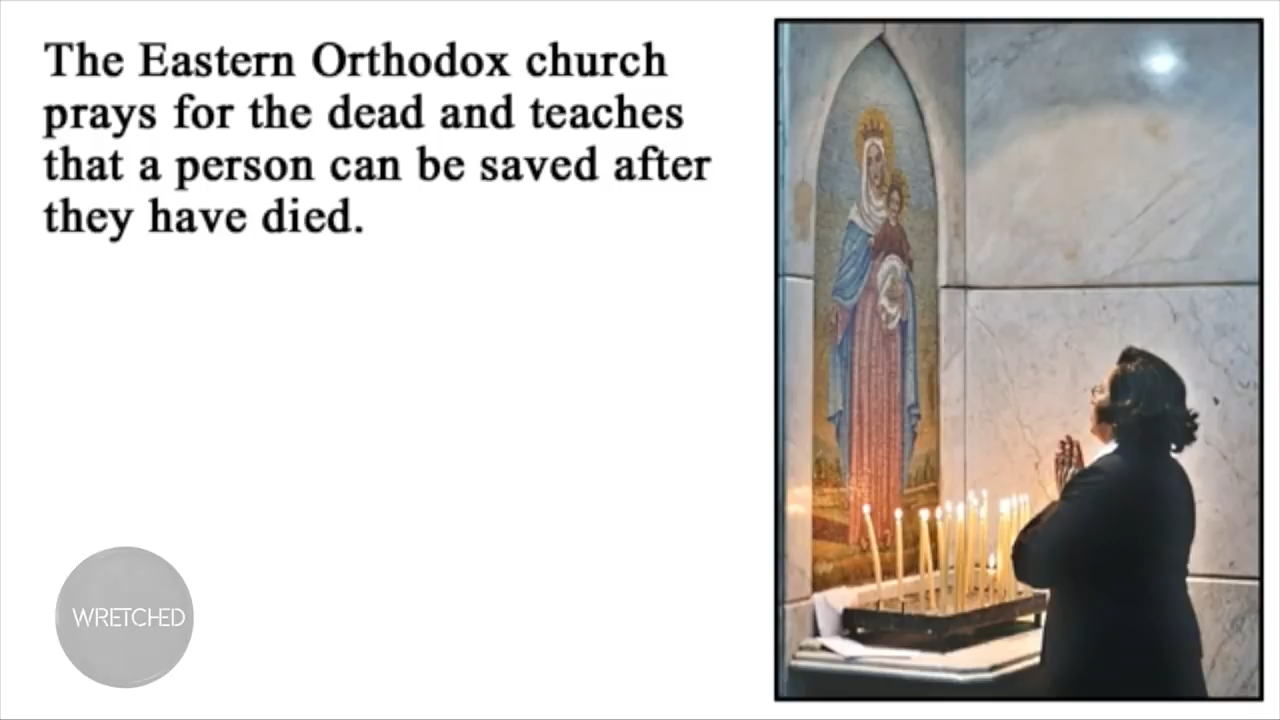 The Eastern Orthodox church
prays for the dead and teaches
that a person can be saved after
they have died.
WRETCHED